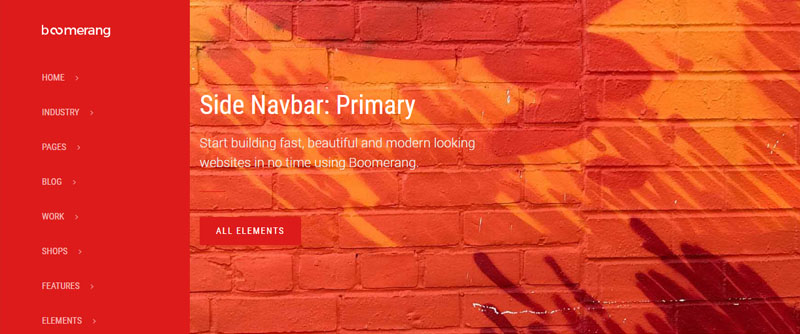 boomerang
HOME
INDUSTRY
PAGES
BLOG
WORK
SHOPS
FEATURES
ELEMENTS
Side Navbar: Primary
Start building fast, beautiful and modern looking
websites in no time using Boomerang.
ALL ELEMENTS